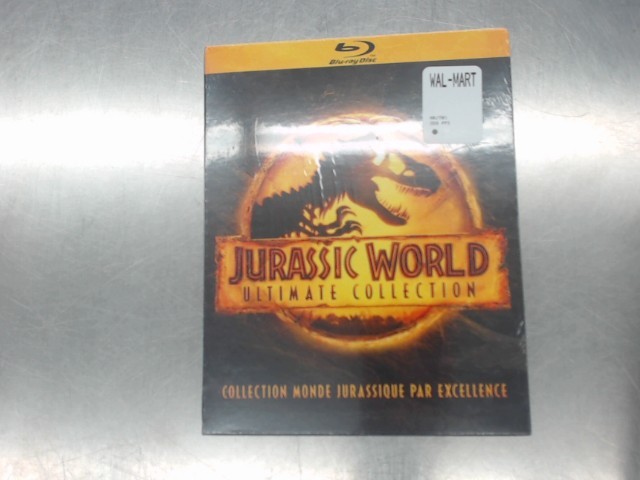 Blu-ray Disc
WAL-MART
JURASSIC WORLD
ULTIMATE COLLECTION
COLLECTION MONDE JURASSIQUE PAR EXCELLENCE